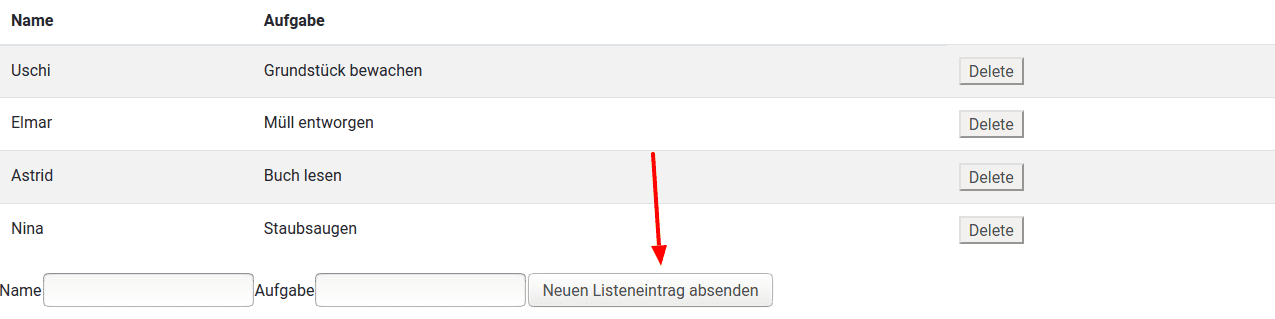 Name Aufgabe
Uschi Grundstück bewachen Delete
Elmar Müll entworgen Delete
Astrid Buch lesen Delete
Nina Staubsaugen Delete
Name Aufgabe Neuen Listeneintrag absenden